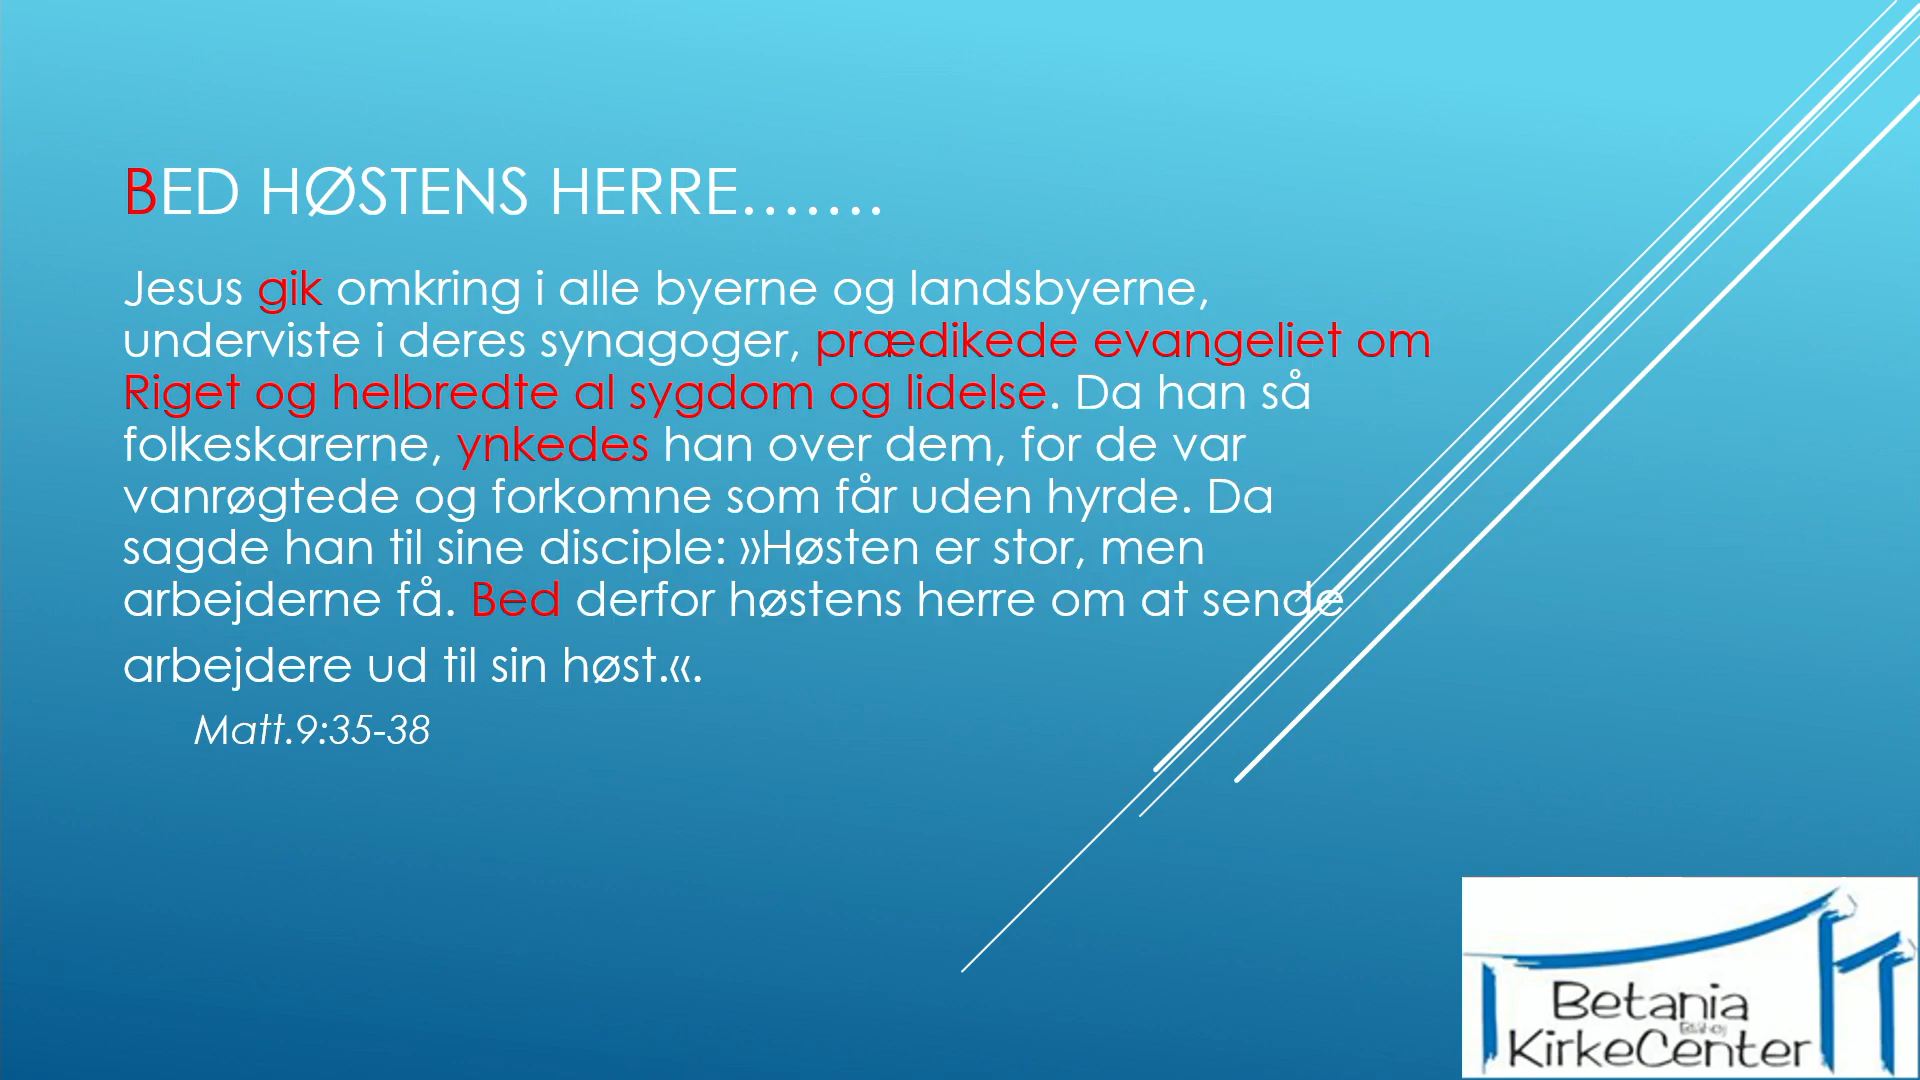 BED HØSTENS HERRE.......
Jesus gik omkring i alle byerne og landsbyerne,
underviste i deres synagoger, prædikede evangeliet om
Riget og helbredte al sygdom og lidelse. Da han så
folkeskarerne, ynkedes han over dem, for de var
vanrøgtede og forkomne som får uden hyrde. Da
sagde han til sine disciple: »Høsten er stor, men
arbejderne få. Bed derfor høstens herre om at sende
arbejdere ud til sin høst.«.
Matt.9:35-38
Betania
KirkeCenter